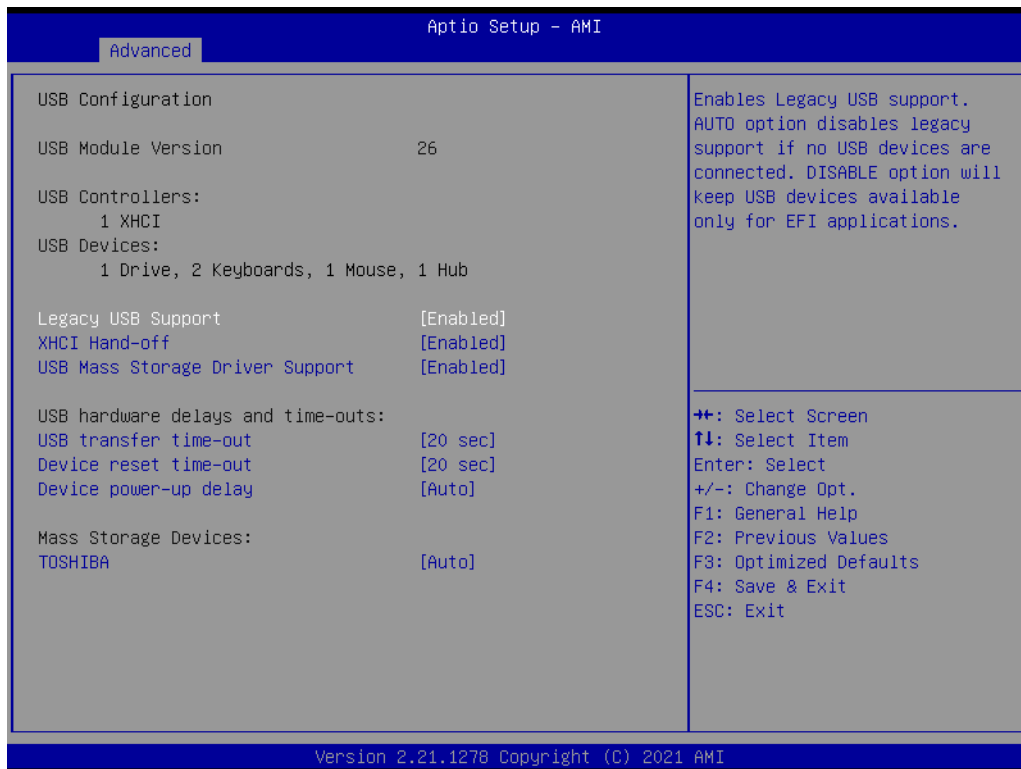 Aptio Setup – AMI
Advanced
USB Configuration
USB Module Version 26
USB Controllers:
1 XHCI
USB Devices:
1 Drive, 2 Keyboards, 1 Mouse, 1 Hub
Legacy USB Support [Enabled]
XHCI Hand-off [Enabled]
USB Mass Storage Driver Support [Enabled]
USB hardware delays and time-outs:
USB transfer time-out [20 sec]
Device reset time-out [20 sec]
Device power-up delay [Auto]
Mass Storage Devices:
TOSHIBA [Auto]
Enables Legacy USB support.
AUTO option disables legacy
support if no USB devices are
connected. DISABLE option will
keep USB devices available
only for EFI applications.
→←: Select Screen
↑↓: Select Item
Enter: Select
+/-: Change Opt.
F1: General Help
F2: Previous Values
F3: Optimized Defaults
F4: Save & Exit
ESC: Exit
Version 2.21.1278 Copyright (C) 2021 AMI